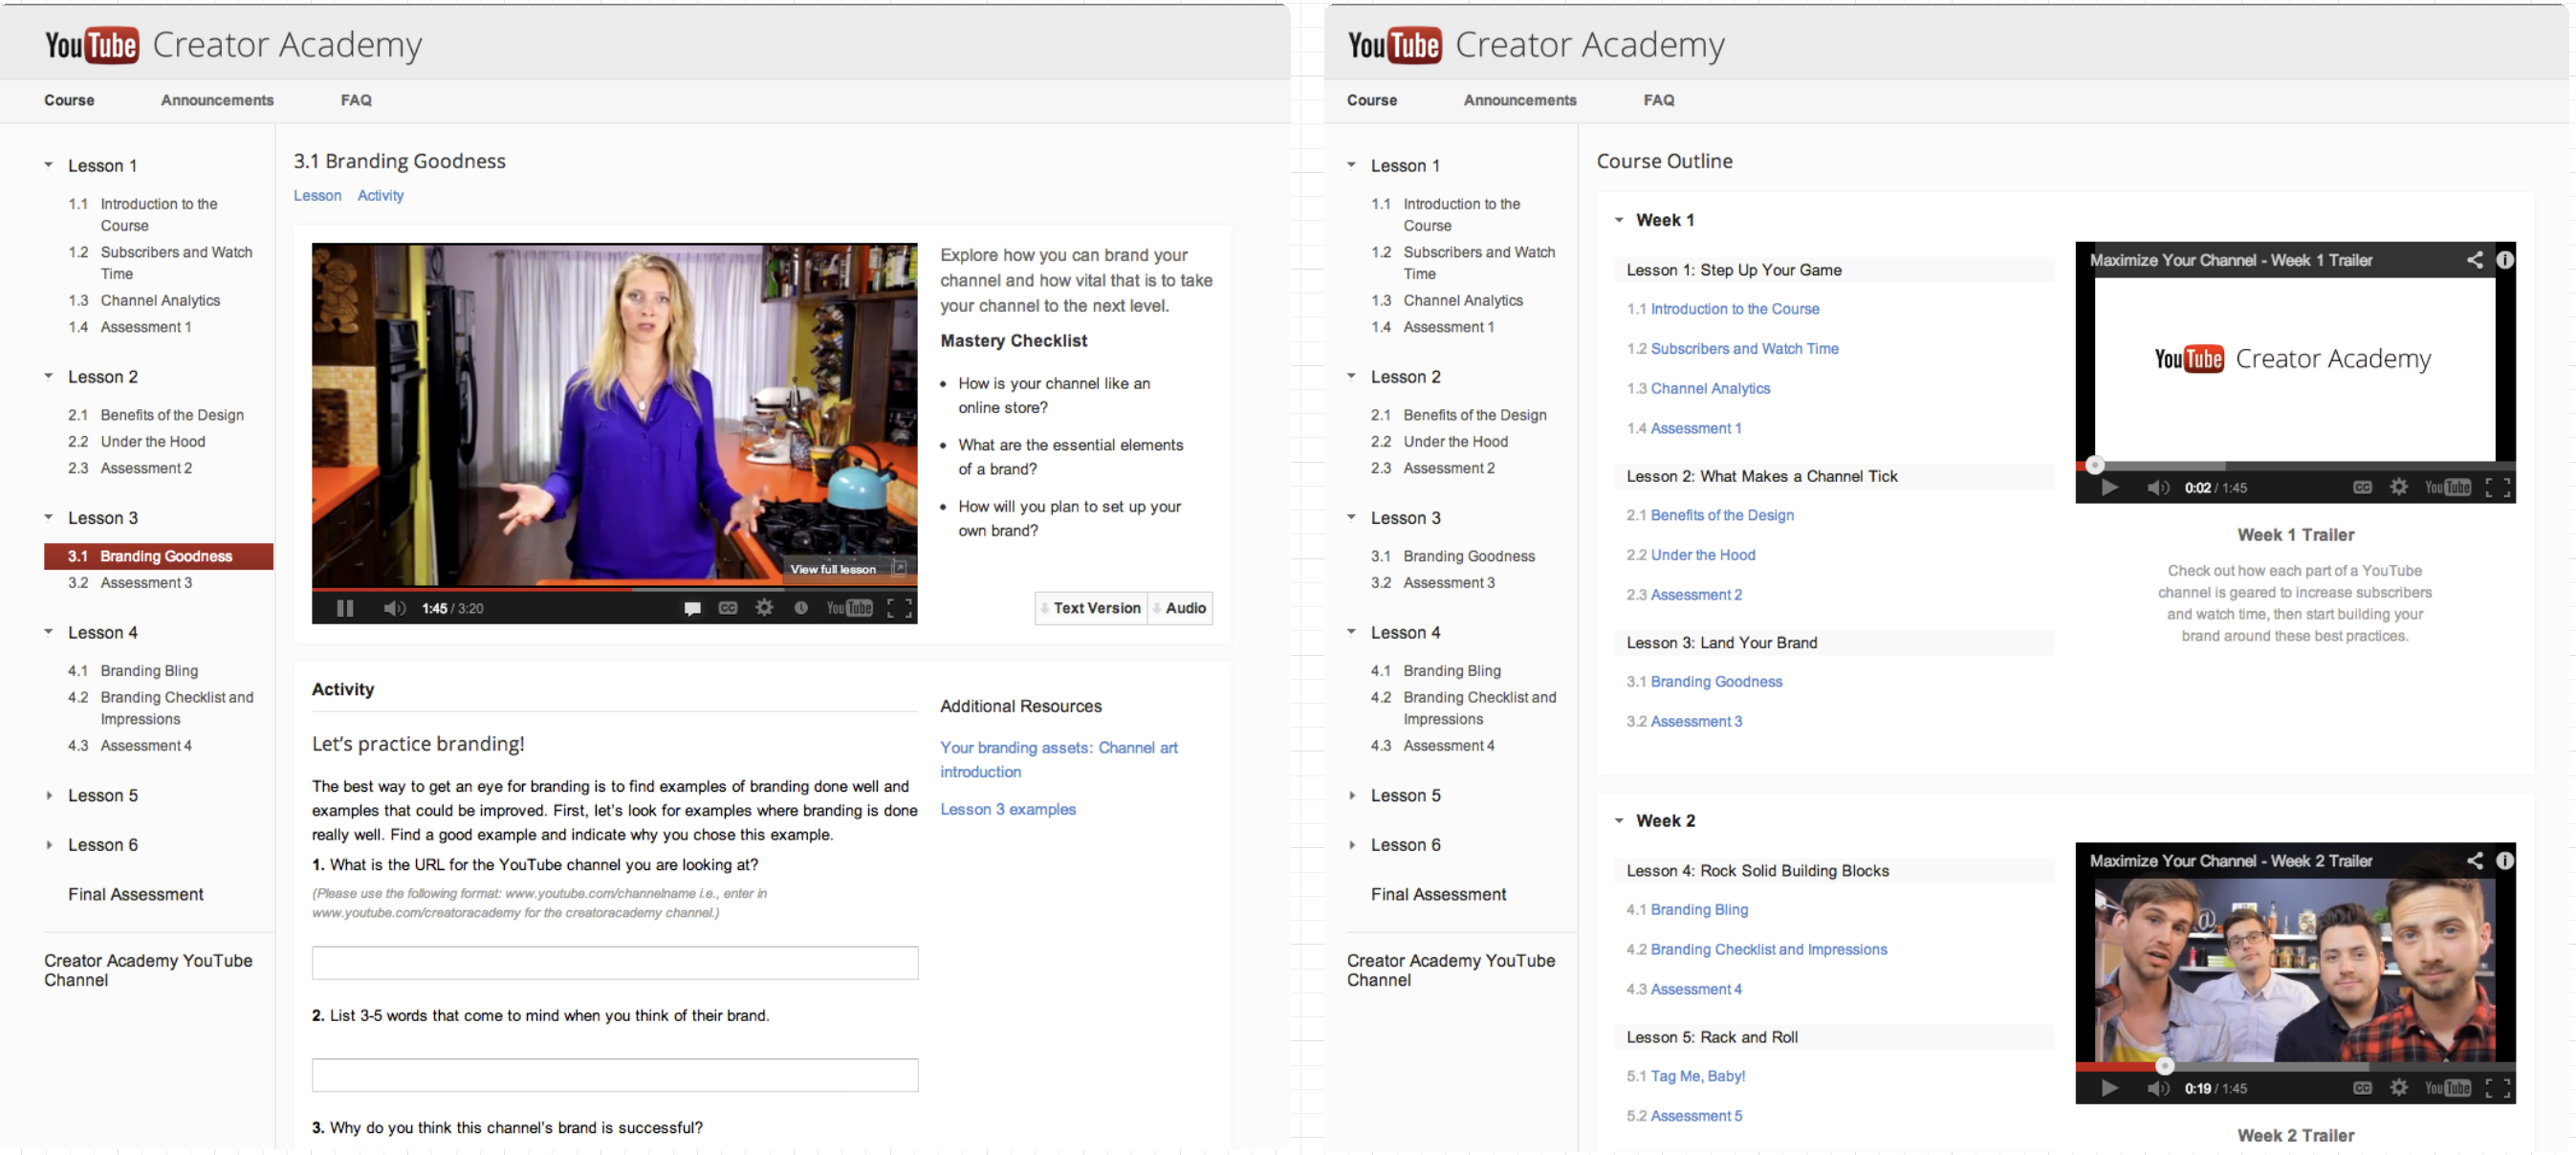 YouTube Creator Academy
Course Announcements FAQ
Lesson 1
1.1 Introduction to the
Course
1.2 Subscribers and Watch
Time
1.3 Channel Analytics
1.4 Assessment 1
Lesson 2
2.1 Benefits of the Design
2.2 Under the Hood
2.3 Assessment 2
Lesson 3
3.1 Branding Goodness
3.2 Assessment 3
Lesson 4
4.1 Branding Bling
4.2 Branding Checklist and
Impressions
4.3 Assessment 4
Lesson 5
Lesson 6
Final Assessment
Creator Academy YouTube
Channel
3.1 Branding Goodness
Lesson Activity
View full lesson
1:45 / 3:20
CC
YouTube
Explore how you can brand your
channel and how vital that is to take
your channel to the next level.
Mastery Checklist
• How is your channel like an
online store?
• What are the essential elements
of a brand?
• How will you plan to set up your
own brand?
Text Version Audio
Activity
Let's practice branding!
The best way to get an eye for branding is to find examples of branding done well and
examples that could be improved. First, let's look for examples where branding is done
really well. Find a good example and indicate why you chose this example.
1. What is the URL for the YouTube channel you are looking at?
(Please use the following format: www.youtube.com/channelname i.e., enter in
www.youtube.com/creatoracademy for the creatoracademy channel.)
2. List 3-5 words that come to mind when you think of their brand.
3. Why do you think this channel's brand is successful?
Additional Resources
Your branding assets: Channel art
introduction
Lesson 3 examples
YouTube Creator Academy
Course Announcements FAQ
Lesson 1
1.1 Introduction to the
Course
1.2 Subscribers and Watch
Time
1.3 Channel Analytics
1.4 Assessment 1
Lesson 2
2.1 Benefits of the Design
2.2 Under the Hood
2.3 Assessment 2
Lesson 3
3.1 Branding Goodness
3.2 Assessment 3
Lesson 4
4.1 Branding Bling
4.2 Branding Checklist and
Impressions
4.3 Assessment 4
Lesson 5
Lesson 6
Final Assessment
Creator Academy YouTube
Channel
Course Outline
Week 1
Lesson 1: Step Up Your Game
1.1 Introduction to the Course
1.2 Subscribers and Watch Time
1.3 Channel Analytics
1.4 Assessment 1
Lesson 2: What Makes a Channel Tick
2.1 Benefits of the Design
2.2 Under the Hood
2.3 Assessment 2
Lesson 3: Land Your Brand
3.1 Branding Goodness
3.2 Assessment 3
Maximize Your Channel - Week 1 Trailer
YouTube Creator Academy
0:02 / 1:45
CC
YouTube
Week 1 Trailer
Check out how each part of a YouTube
channel is geared to increase subscribers
and watch time, then start building your
brand around these best practices.
Week 2
Lesson 4: Rock Solid Building Blocks
4.1 Branding Bling
4.2 Branding Checklist and Impressions
4.3 Assessment 4
Lesson 5: Rack and Roll
5.1 Tag Me, Baby!
5.2 Assessment 5
Maximize Your Channel - Week 2 Trailer
@
0:19 / 1:45
CC
YouTube
Week 2 Trailer